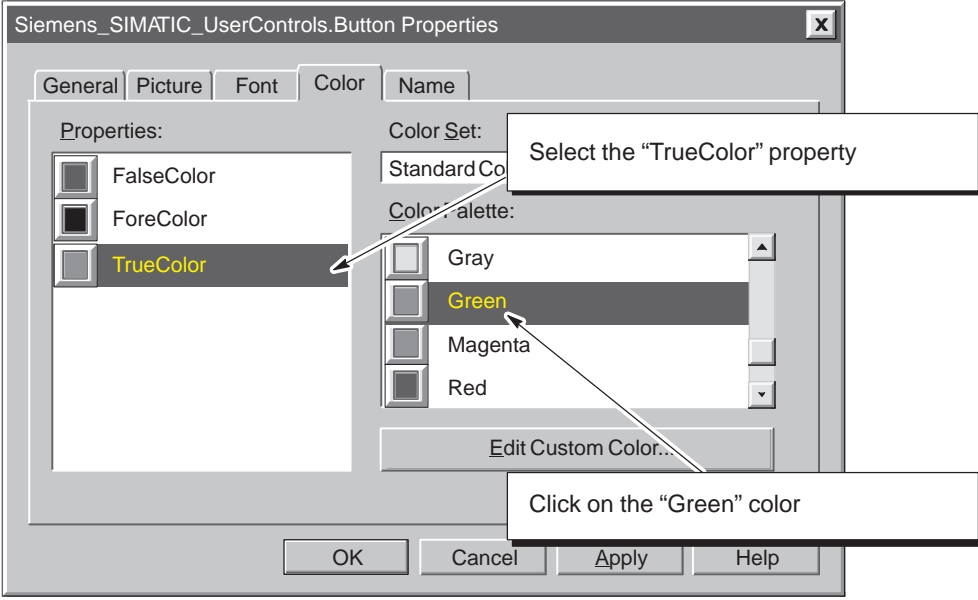 Siemens_SIMATIC_UserControls.Button Properties
General Picture Font Color Name
Properties:
FalseColor
ForeColor
TrueColor
Color Set:
Standard Co
Color Palette:
Gray
Green
Magenta
Red
Edit Custom Color...
Select the “TrueColor” property
Click on the “Green” color
OK Cancel Apply Help